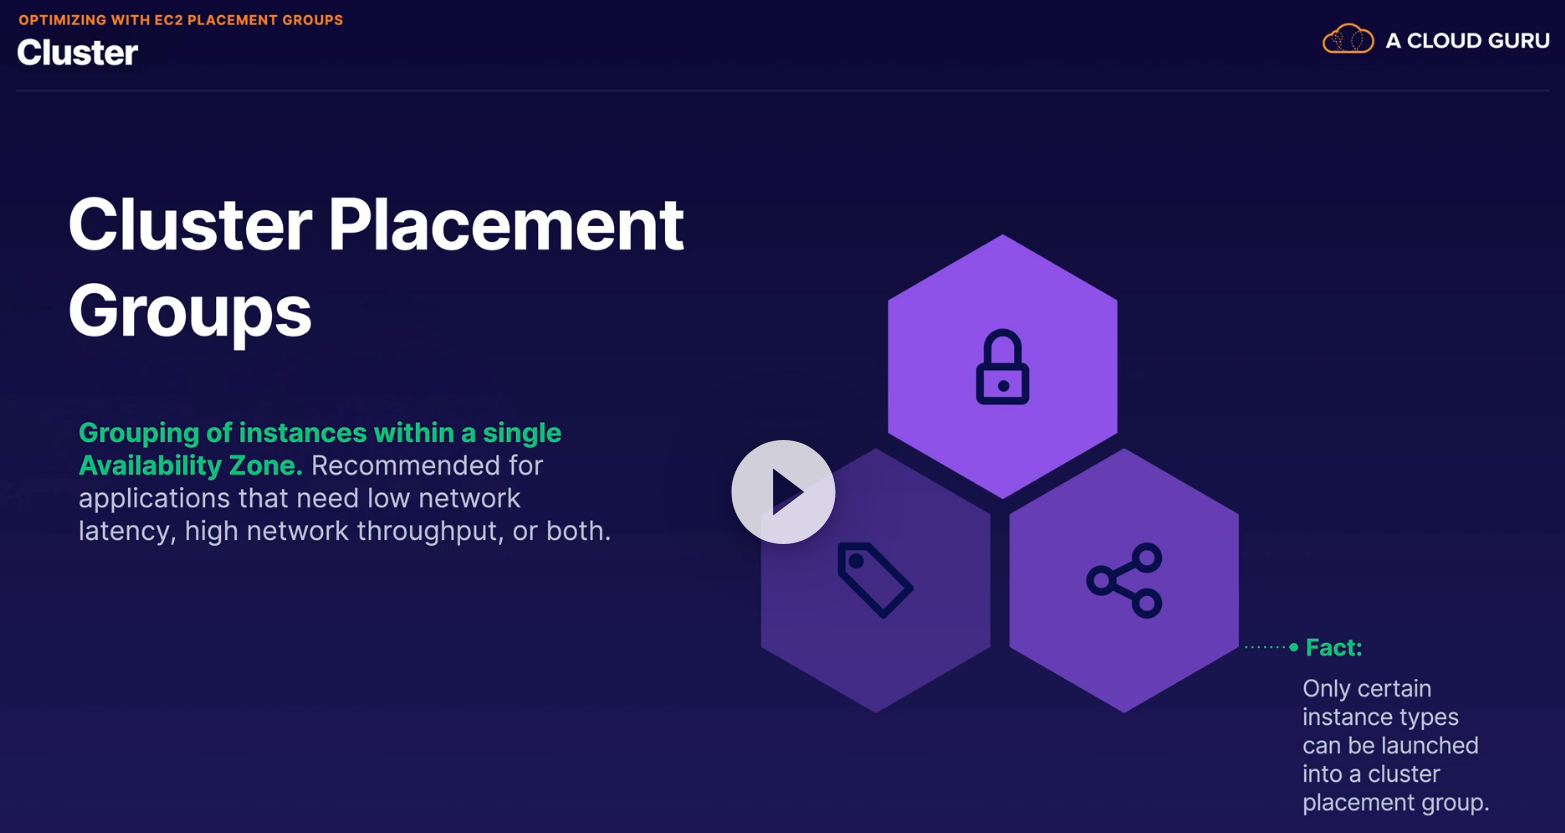 OPTIMIZING WITH EC2 PLACEMENT GROUPS
Cluster
A CLOUD GURU
Cluster Placement
Groups
Grouping of instances within a single
Availability Zone. Recommended for
applications that need low network
latency, high network throughput, or both.
Fact:
Only certain
instance types
can be launched
into a cluster
placement group.